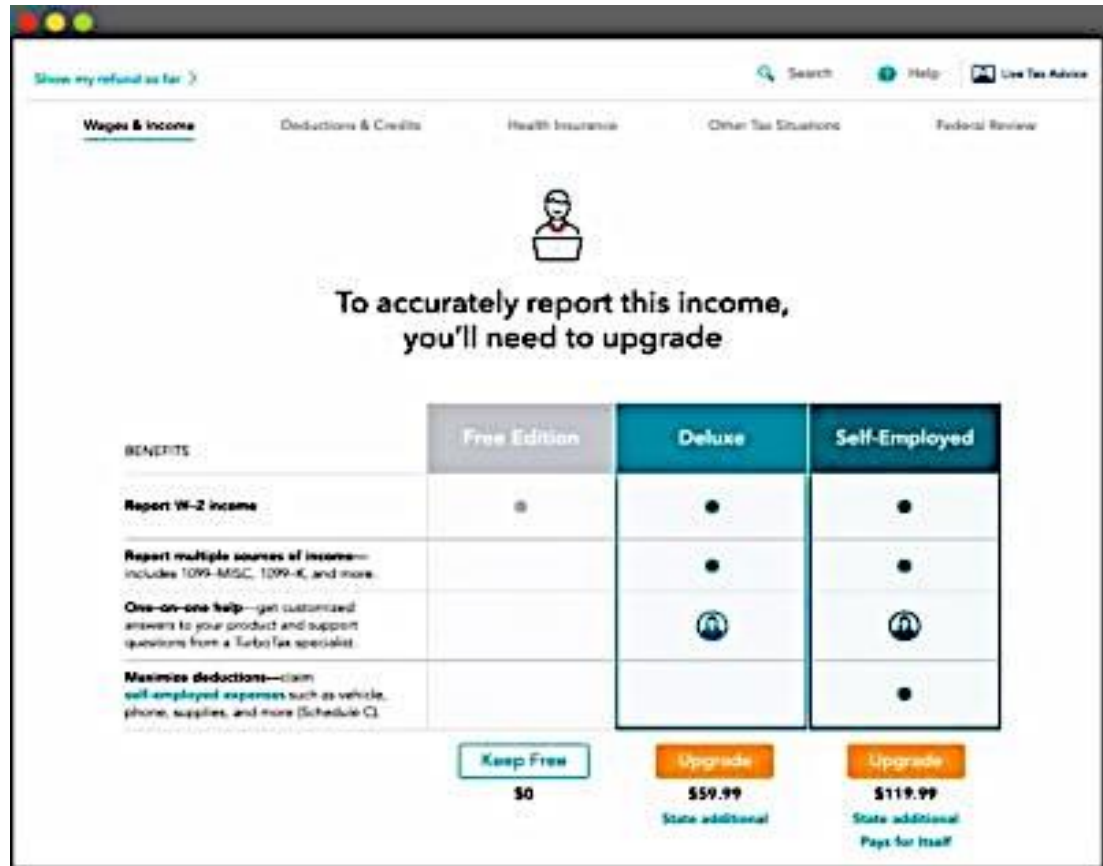 Show my refund so far >
Search
Help
Live Tax Advice
Wages & Income
Deductions & Credits
Health Insurance
Other Tax Situations
Federal Review
To accurately report this income,
you'll need to upgrade
BENEFITS
Free Edition
Deluxe
Self-Employed
Report W-2 income
Report multiple sources of income—
includes 1099-MISC, 1099-K, and more.
One-on-one help—get customized
answers to your product and support
questions from a TurboTax specialist.
Maximize deductions—claim
self-employed expenses such as vehicle,
phone, supplies, and more (Schedule C).
Keep Free
Upgrade
Upgrade
$0
$59.99
$119.99
State additional
State additional
Pays for itself